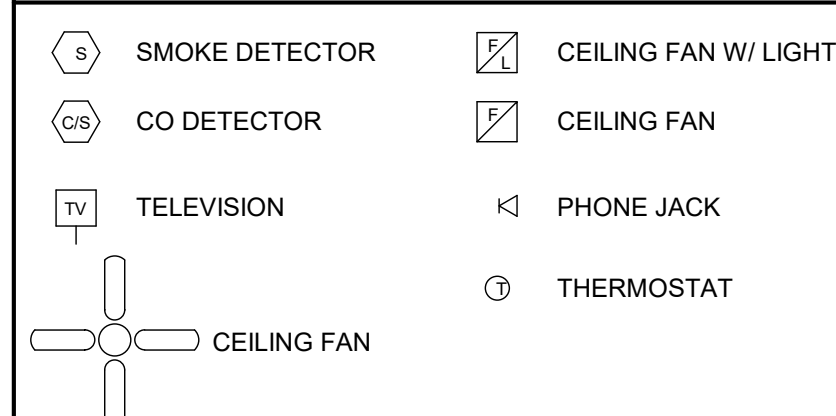 S SMOKE DETECTOR
C/S CO DETECTOR
TV TELEVISION
CEILING FAN
F/L CEILING FAN W/ LIGHT
F CEILING FAN
PHONE JACK
T THERMOSTAT